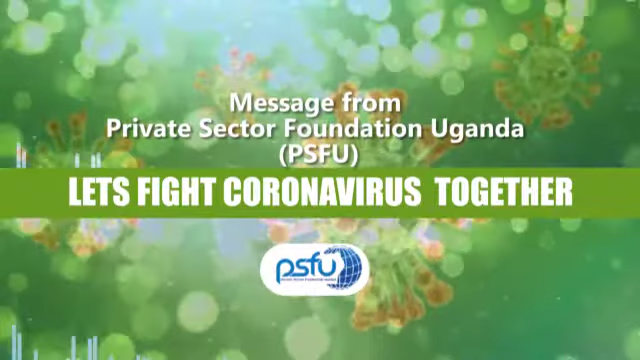 Message from
Private Sector Foundation Uganda
(PSFU)
LETS FIGHT CORONAVIRUS TOGETHER
psfu